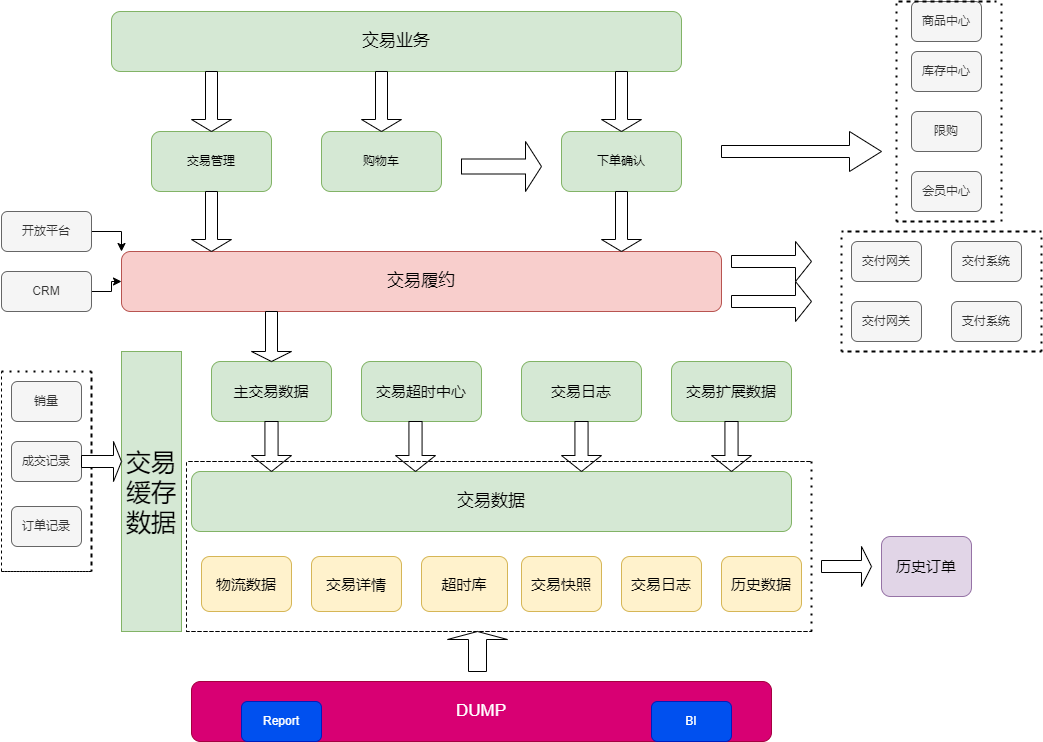 交易业务
商品中心
库存中心
限购
会员中心
交易管理
购物车
下单确认
开放平台
CRM
交易履约
交付网关
交付系统
交付网关
支付系统
销量
成交记录
订单记录
交易
缓存
数据
主交易数据
交易超时中心
交易日志
交易扩展数据
交易数据
物流数据
交易详情
超时库
交易快照
交易日志
历史数据
历史订单
DUMP
Report
BI